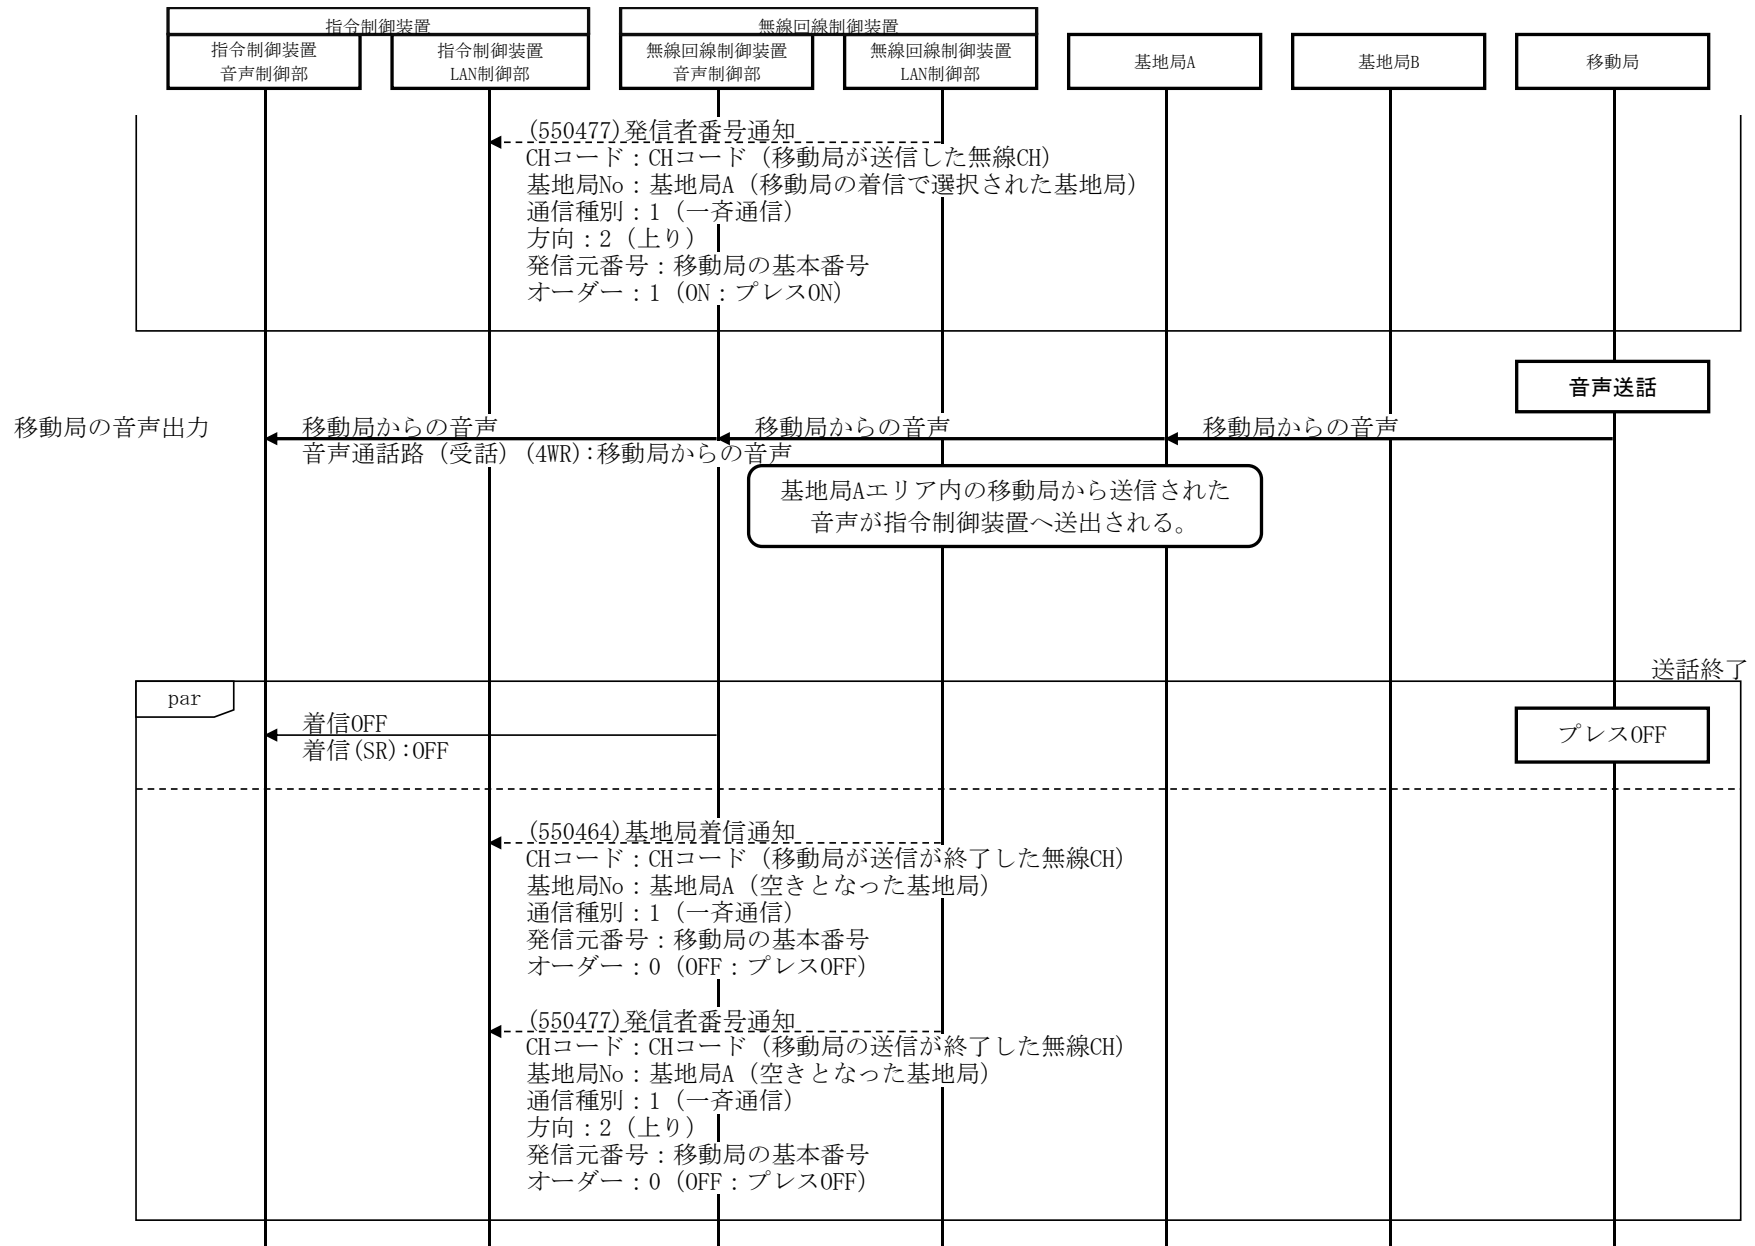 指令制御装置
無線回線制御装置
指令制御装置
音声制御部
指令制御装置
LAN制御部
無線回線制御装置
音声制御部
無線回線制御装置
LAN制御部
基地局A
基地局B
移動局
(550477)発信者番号通知
CHコード：CHコード（移動局が送信した無線CH）
基地局No：基地局A（移動局の着信で選択された基地局）
通信種別：1（一斉通信）
方向：2（上り）
発信元番号：移動局の基本番号
オーダー：1（ON：プレスON）
音声送話
移動局の音声出力
移動局からの音声
移動局からの音声
移動局からの音声
音声通話路（受話）(4WR):移動局からの音声
基地局Aエリア内の移動局から送信された
音声が指令制御装置へ送出される。
送話終了
par
着信OFF
着信(SR):OFF
プレスOFF
(550464)基地局着信通知
CHコード：CHコード（移動局が送信が終了した無線CH）
基地局No：基地局A（空きとなった基地局）
通信種別：1（一斉通信）
発信元番号：移動局の基本番号
オーダー：0（OFF：プレスOFF）
(550477)発信者番号通知
CHコード：CHコード（移動局の送信が終了した無線CH）
基地局No：基地局A（空きとなった基地局）
通信種別：1（一斉通信）
方向：2（上り）
発信元番号：移動局の基本番号
オーダー：0（OFF：プレスOFF）